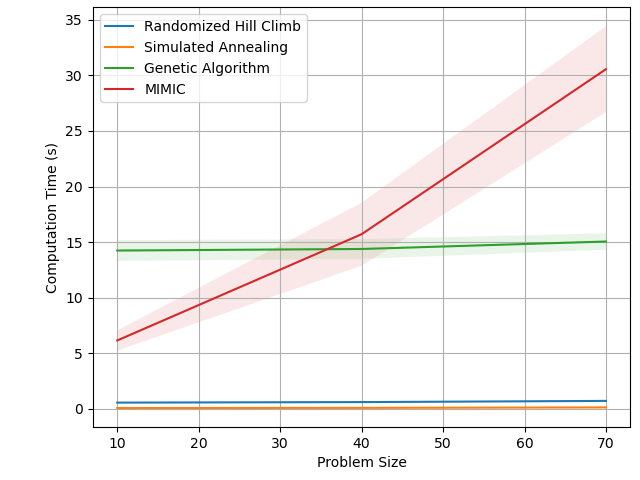 Randomized Hill Climb
Simulated Annealing
Genetic Algorithm
MIMIC
35
30
25
20
15
10
5
0
Computation Time (s)
10 20 30 40 50 60 70
Problem Size